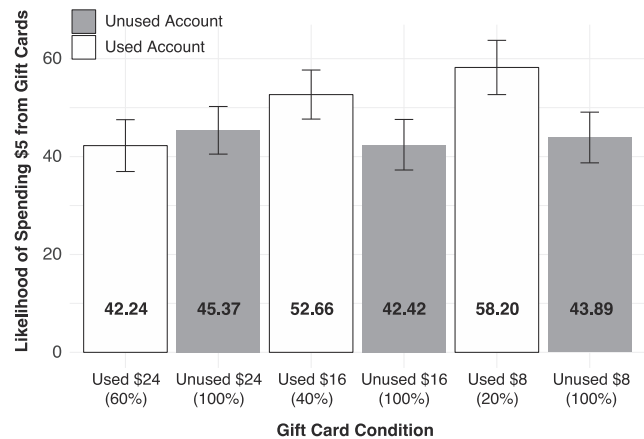 Unused Account
Used Account
Likelihood of Spending $5 from Gift Cards
60
40
20
0
42.24 45.37 52.66 42.42 58.20 43.89
Used $24 Unused $24 Used $16 Unused $16 Used $8 Unused $8
(60%) (100%) (40%) (100%) (20%) (100%)
Gift Card Condition